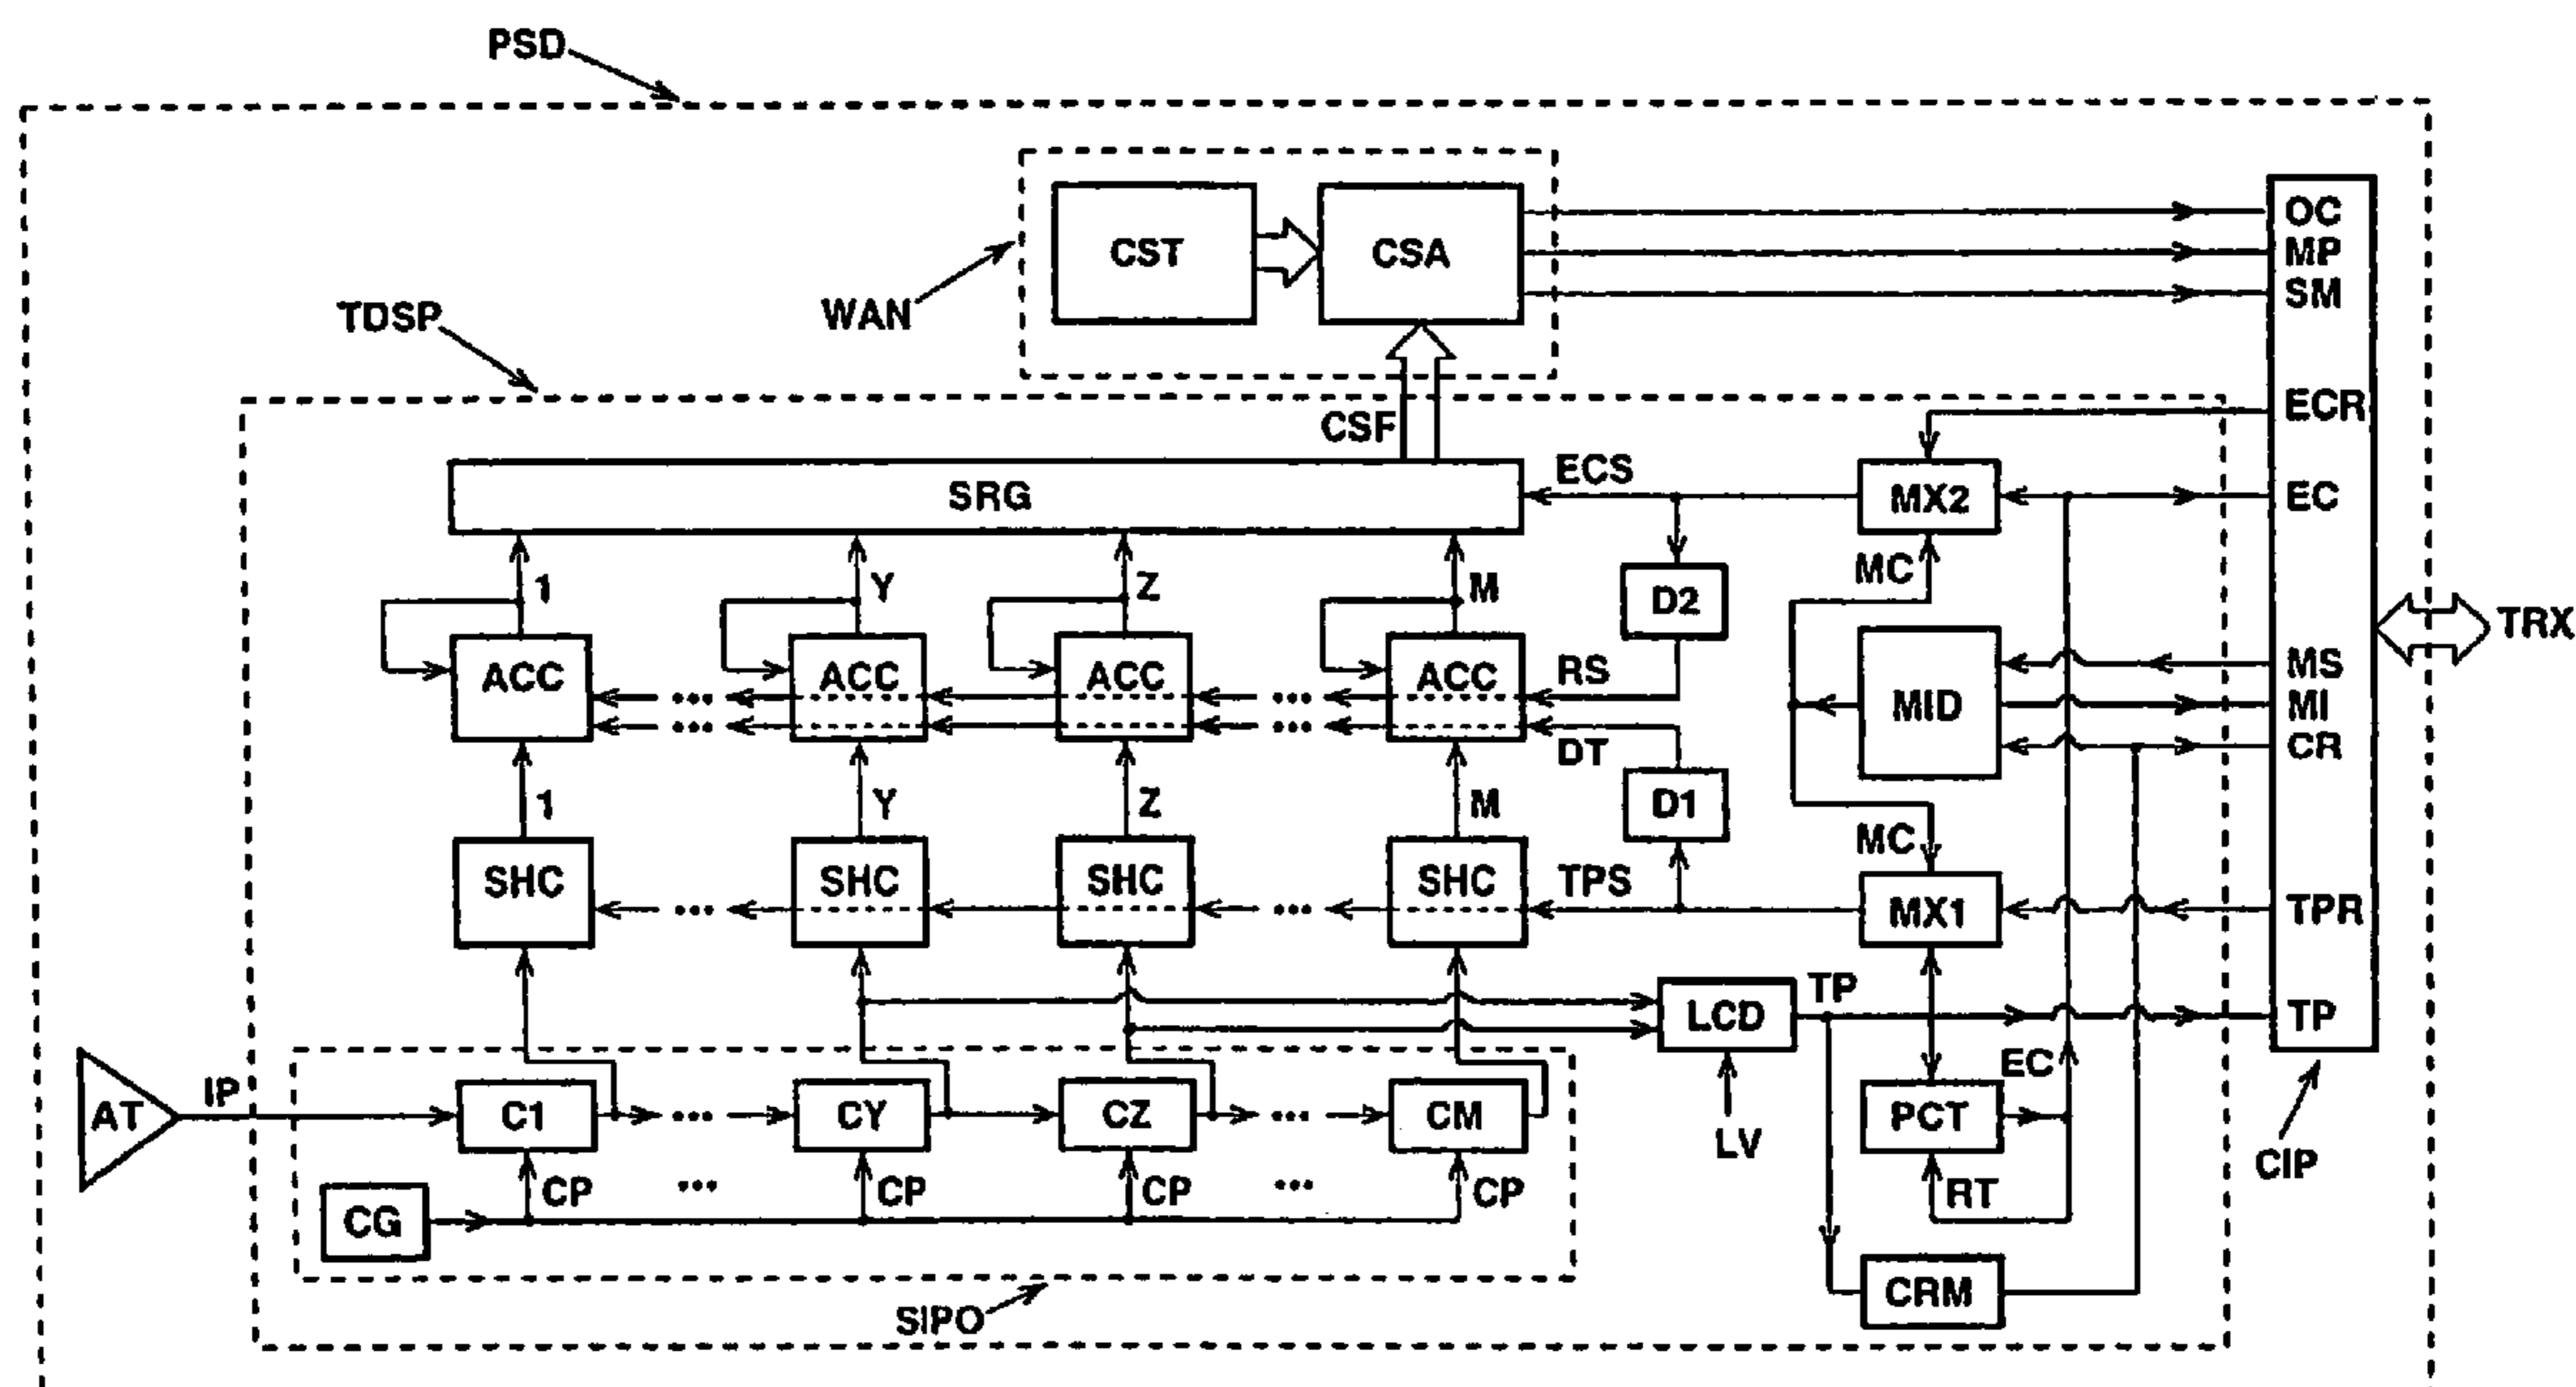 PSD
CST
CSA
OC
MP
SM
WAN
TDSP
CSF
ECR
SRG
ECS
MX2
EC
1
Y
Z
M
D2
MC
TRX
ACC
ACC
ACC
ACC
RS
MID
MS
MI
CR
... ...
... ...
DT
1
Y
Z
M
D1
MC
SHC
SHC
SHC
SHC
TPS
MX1
TPR
... ...
LCD
TP
TP
AT
IP
C1
...
CY
CZ
...
CM
LV
PCT
EC
CIP
CG
CP
...
CP
CP
...
CP
RT
SIPO
CRM